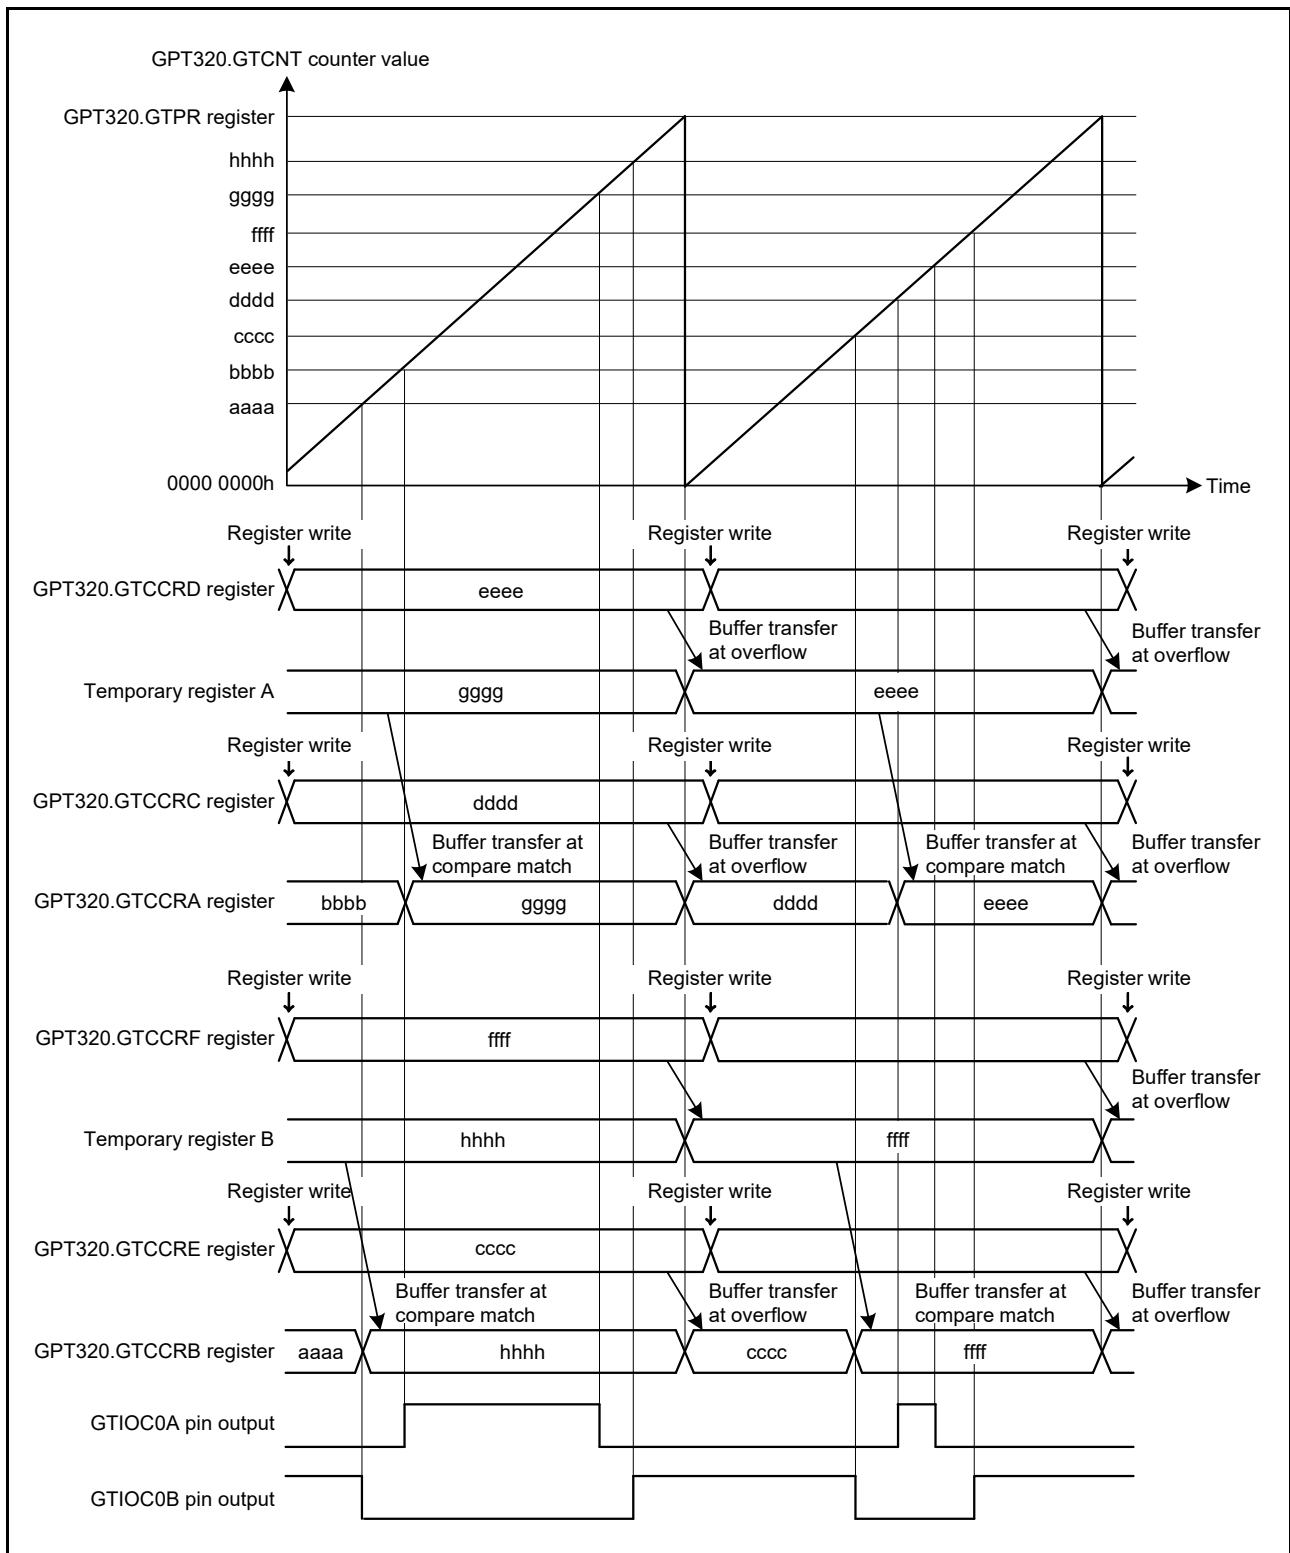 GPT320.GTCNT counter value
GPT320.GTPR register
hhhh
gggg
ffff
eeee
dddd
cccc
bbbb
aaaa
0000 0000h
Time
Register write
Register write
Register write
GPT320.GTCCRD register
eeee
Buffer transfer
at overflow
Buffer transfer
at overflow
Temporary register A
gggg
eeee
Register write
Register write
Register write
GPT320.GTCCRC register
dddd
Buffer transfer at
compare match
Buffer transfer
at overflow
Buffer transfer at
compare match
Buffer transfer
at overflow
GPT320.GTCCRA register
bbbb
gggg
dddd
eeee
Register write
Register write
Register write
GPT320.GTCCRF register
ffff
Buffer transfer
at overflow
Temporary register B
hhhh
ffff
Register write
Register write
Register write
GPT320.GTCCRE register
cccc
Buffer transfer at
compare match
Buffer transfer
at overflow
Buffer transfer at
compare match
Buffer transfer
at overflow
GPT320.GTCCRB register
aaaa
hhhh
cccc
ffff
GTIOC0A pin output
GTIOC0B pin output